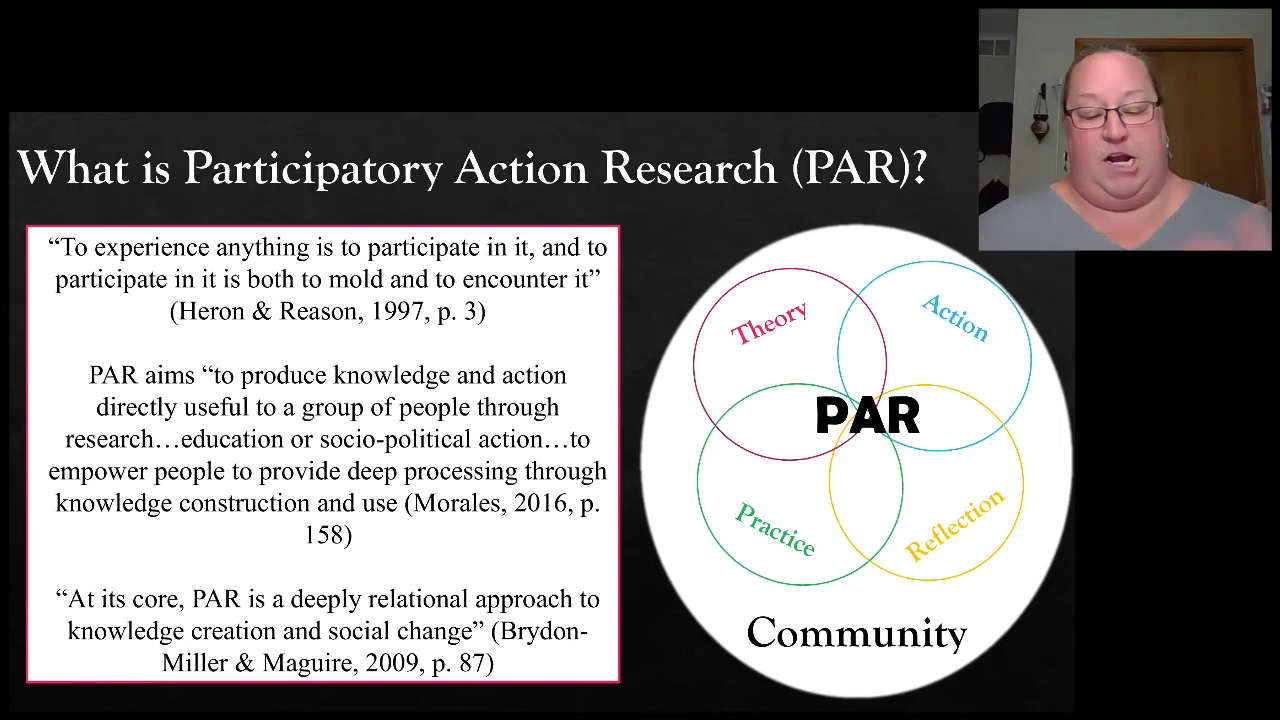 What is Participatory Action Research (PAR)?
“To experience anything is to participate in it, and to
participate in it is both to mold and to encounter it”
(Heron & Reason, 1997, p. 3)
PAR aims “to produce knowledge and action
directly useful to a group of people through
research…education or socio-political action…to
empower people to provide deep processing through
knowledge construction and use (Morales, 2016, p.
158)
“At its core, PAR is a deeply relational approach to
knowledge creation and social change” (Brydon-
Miller & Maguire, 2009, p. 87)
Theory
Action
PAR
Practice
Reflection
Community